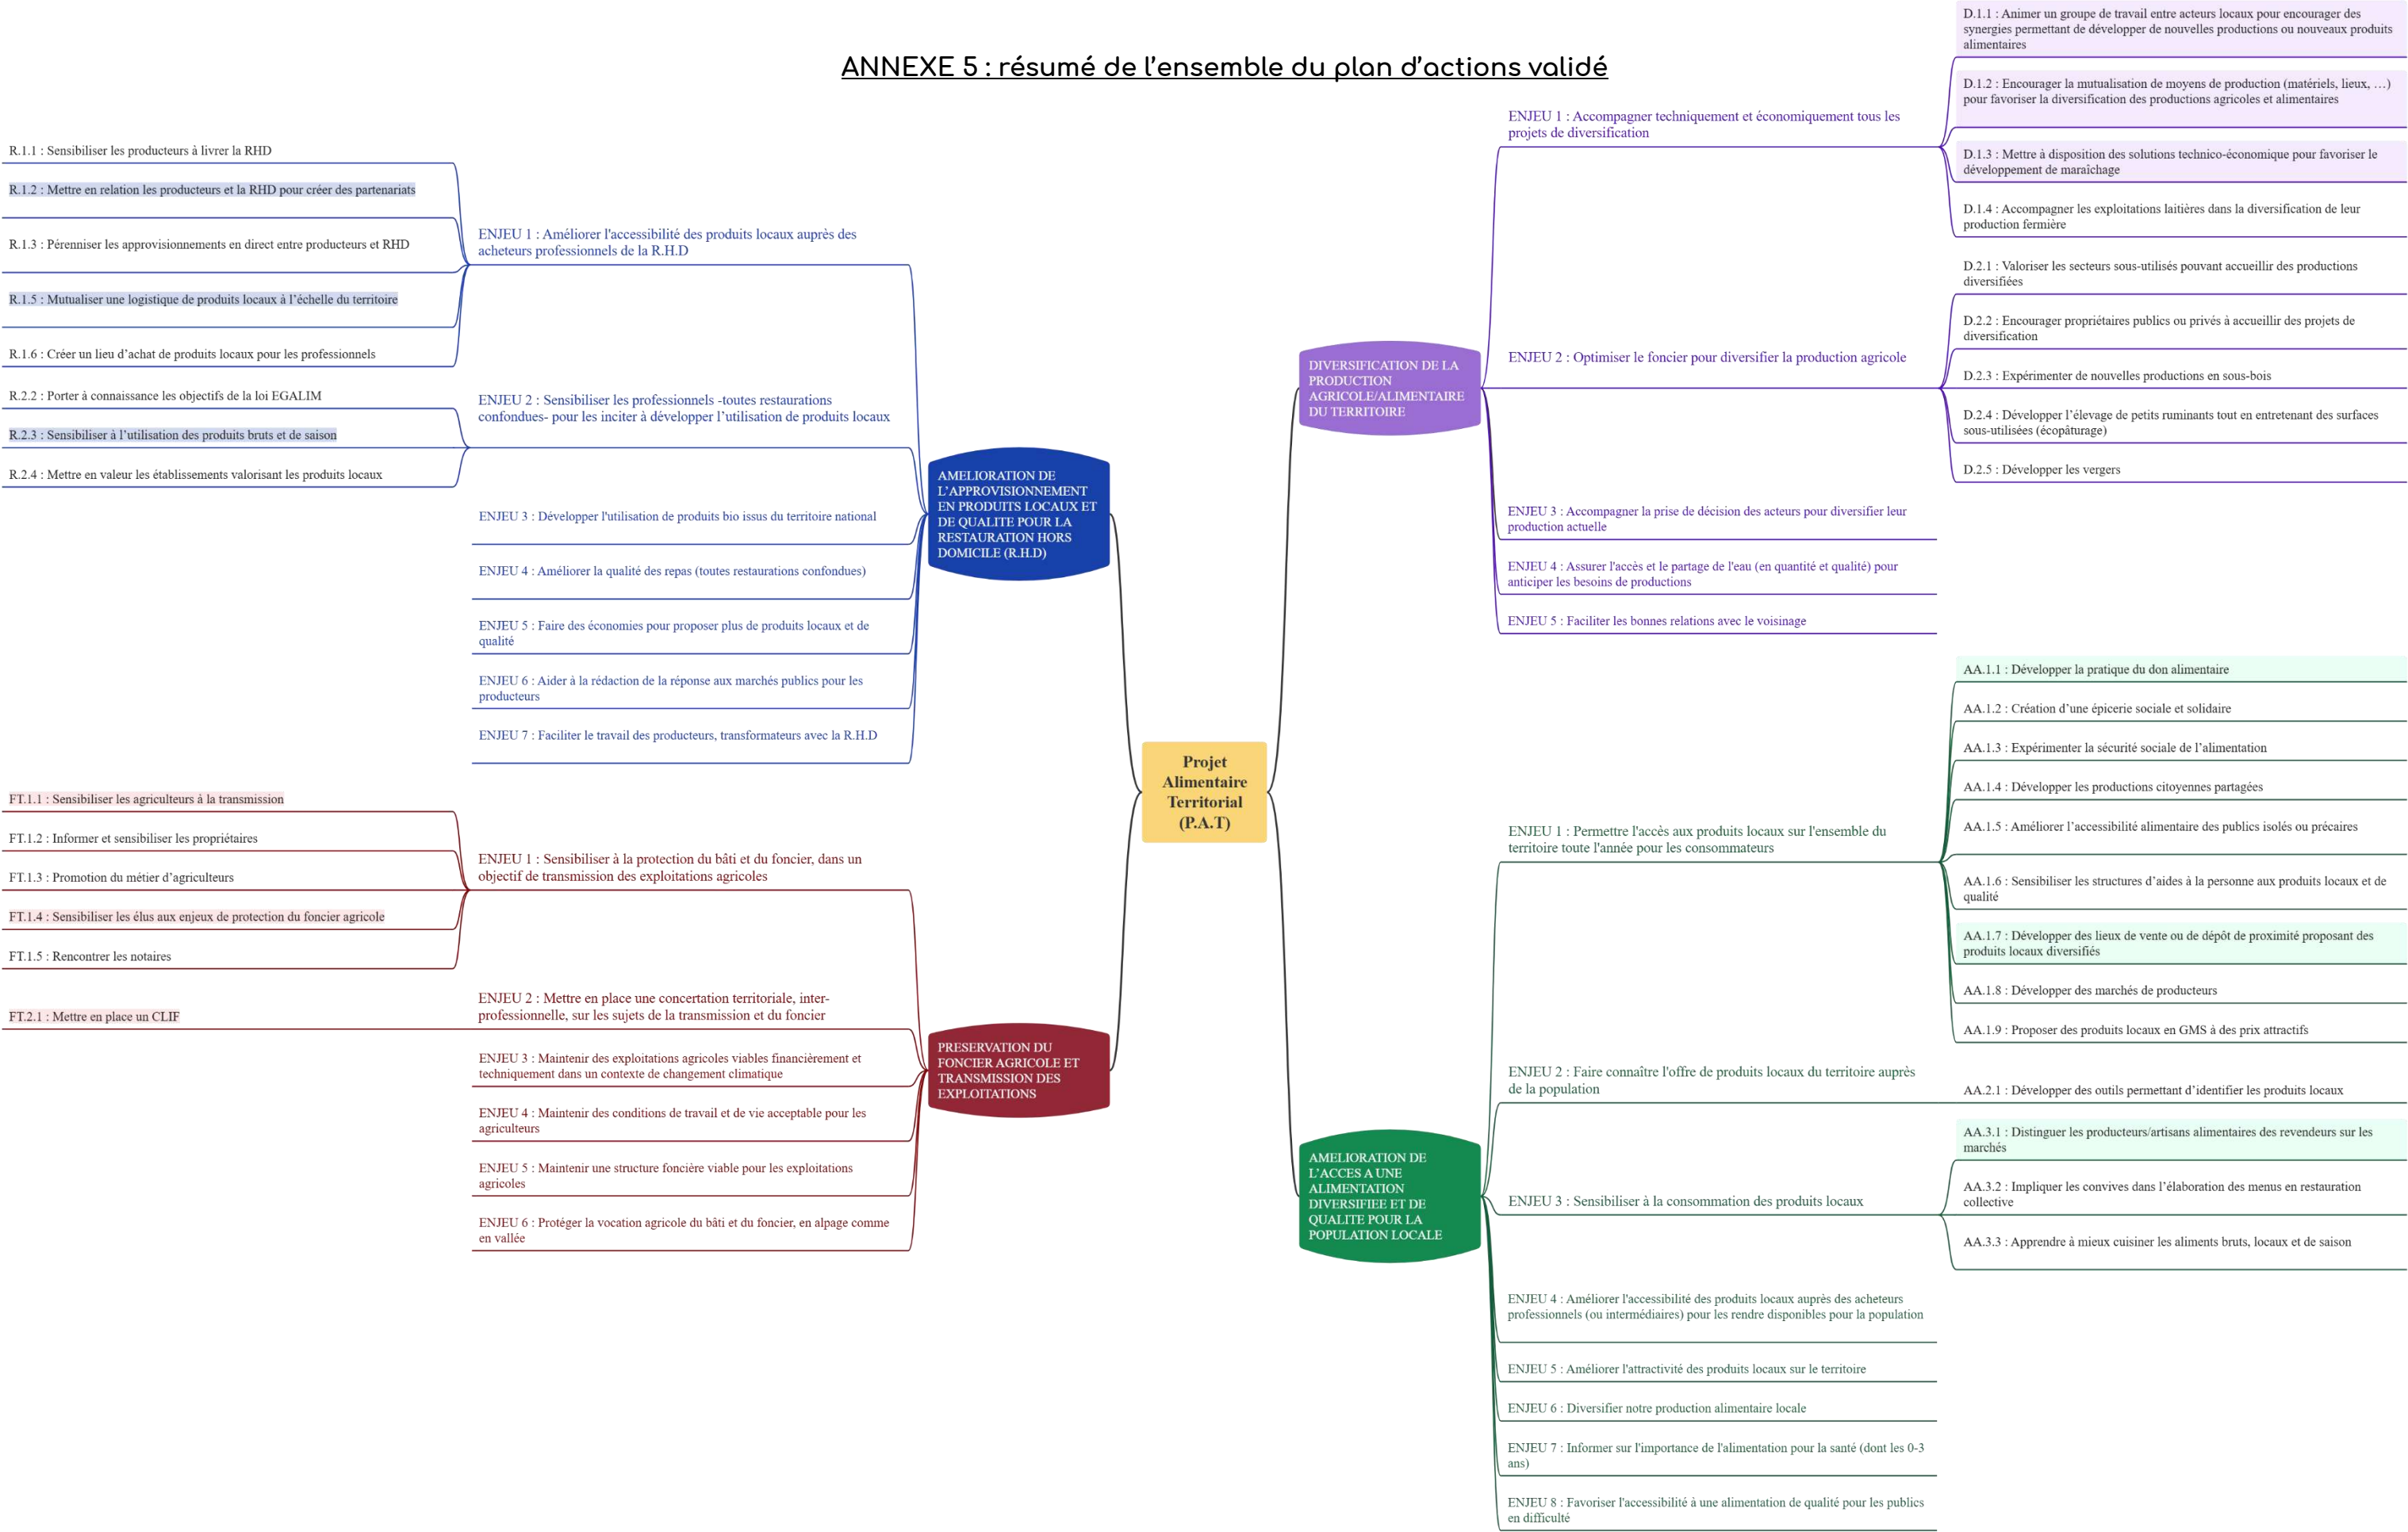 ANNEXE 5 : résumé de l’ensemble du plan d’actions validé
Projet
Alimentaire
Territorial
(P.A.T)
AMELIORATION DE
L’APPROVISIONNEMENT
EN PRODUITS LOCAUX ET
DE QUALITE POUR LA
RESTAURATION HORS
DOMICILE (R.H.D)
ENJEU 1 : Améliorer l'accessibilité des produits locaux auprès des
acheteurs professionnels de la R.H.D
R.1.1 : Sensibiliser les producteurs à livrer la RHD
R.1.2 : Mettre en relation les producteurs et la RHD pour créer des partenariats
R.1.3 : Pérenniser les approvisionnements en direct entre producteurs et RHD
R.1.5 : Mutualiser une logistique de produits locaux à l’échelle du territoire
R.1.6 : Créer un lieu d’achat de produits locaux pour les professionnels
ENJEU 2 : Sensibiliser les professionnels -toutes restaurations
confondues- pour les inciter à développer l’utilisation de produits locaux
R.2.2 : Porter à connaissance les objectifs de la loi EGALIM
R.2.3 : Sensibiliser à l’utilisation des produits bruts et de saison
R.2.4 : Mettre en valeur les établissements valorisant les produits locaux
ENJEU 3 : Développer l'utilisation de produits bio issus du territoire national
ENJEU 4 : Améliorer la qualité des repas (toutes restaurations confondues)
ENJEU 5 : Faire des économies pour proposer plus de produits locaux et de
qualité
ENJEU 6 : Aider à la rédaction de la réponse aux marchés publics pour les
producteurs
ENJEU 7 : Faciliter le travail des producteurs, transformateurs avec la R.H.D
PRESERVATION DU
FONCIER AGRICOLE ET
TRANSMISSION DES
EXPLOITATIONS
ENJEU 1 : Sensibiliser à la protection du bâti et du foncier, dans un
objectif de transmission des exploitations agricoles
FT.1.1 : Sensibiliser les agriculteurs à la transmission
FT.1.2 : Informer et sensibiliser les propriétaires
FT.1.3 : Promotion du métier d’agriculteurs
FT.1.4 : Sensibiliser les élus aux enjeux de protection du foncier agricole
FT.1.5 : Rencontrer les notaires
ENJEU 2 : Mettre en place une concertation territoriale, inter-
professionnelle, sur les sujets de la transmission et du foncier
FT.2.1 : Mettre en place un CLIF
ENJEU 3 : Maintenir des exploitations agricoles viables financièrement et
techniquement dans un contexte de changement climatique
ENJEU 4 : Maintenir des conditions de travail et de vie acceptable pour les
agriculteurs
ENJEU 5 : Maintenir une structure foncière viable pour les exploitations
agricoles
ENJEU 6 : Protéger la vocation agricole du bâti et du foncier, en alpage comme
en vallée
DIVERSIFICATION DE LA
PRODUCTION
AGRICOLE/ALIMENTAIRE
DU TERRITOIRE
ENJEU 1 : Accompagner techniquement et économiquement tous les
projets de diversification
D.1.1 : Animer un groupe de travail entre acteurs locaux pour encourager des
synergies permettant de développer de nouvelles productions ou nouveaux produits
alimentaires
D.1.2 : Encourager la mutualisation de moyens de production (matériels, lieux, …)
pour favoriser la diversification des productions agricoles et alimentaires
D.1.3 : Mettre à disposition des solutions technico-économique pour favoriser le
développement de maraîchage
D.1.4 : Accompagner les exploitations laitières dans la diversification de leur
production fermière
ENJEU 2 : Optimiser le foncier pour diversifier la production agricole
D.2.1 : Valoriser les secteurs sous-utilisés pouvant accueillir des productions
diversifiées
D.2.2 : Encourager propriétaires publics ou privés à accueillir des projets de
diversification
D.2.3 : Expérimenter de nouvelles productions en sous-bois
D.2.4 : Développer l’élevage de petits ruminants tout en entretenant des surfaces
sous-utilisées (écopâturage)
D.2.5 : Développer les vergers
ENJEU 3 : Accompagner la prise de décision des acteurs pour diversifier leur
production actuelle
ENJEU 4 : Assurer l'accès et le partage de l'eau (en quantité et qualité) pour
anticiper les besoins de productions
ENJEU 5 : Faciliter les bonnes relations avec le voisinage
AMELIORATION DE
L’ACCES A UNE
ALIMENTATION
DIVERSIFIEE ET DE
QUALITE POUR LA
POPULATION LOCALE
ENJEU 1 : Permettre l'accès aux produits locaux sur l'ensemble du
territoire toute l'année pour les consommateurs
AA.1.1 : Développer la pratique du don alimentaire
AA.1.2 : Création d’une épicerie sociale et solidaire
AA.1.3 : Expérimenter la sécurité sociale de l’alimentation
AA.1.4 : Développer les productions citoyennes partagées
AA.1.5 : Améliorer l’accessibilité alimentaire des publics isolés ou précaires
AA.1.6 : Sensibiliser les structures d’aides à la personne aux produits locaux et de
qualité
AA.1.7 : Développer des lieux de vente ou de dépôt de proximité proposant des
produits locaux diversifiés
AA.1.8 : Développer des marchés de producteurs
AA.1.9 : Proposer des produits locaux en GMS à des prix attractifs
ENJEU 2 : Faire connaître l'offre de produits locaux du territoire auprès
de la population
AA.2.1 : Développer des outils permettant d’identifier les produits locaux
ENJEU 3 : Sensibiliser à la consommation des produits locaux
AA.3.1 : Distinguer les producteurs/artisans alimentaires des revendeurs sur les
marchés
AA.3.2 : Impliquer les convives dans l’élaboration des menus en restauration
collective
AA.3.3 : Apprendre à mieux cuisiner les aliments bruts, locaux et de saison
ENJEU 4 : Améliorer l'accessibilité des produits locaux auprès des acheteurs
professionnels (ou intermédiaires) pour les rendre disponibles pour la population
ENJEU 5 : Améliorer l'attractivité des produits locaux sur le territoire
ENJEU 6 : Diversifier notre production alimentaire locale
ENJEU 7 : Informer sur l'importance de l'alimentation pour la santé (dont les 0-3
ans)
ENJEU 8 : Favoriser l'accessibilité à une alimentation de qualité pour les publics
en difficulté